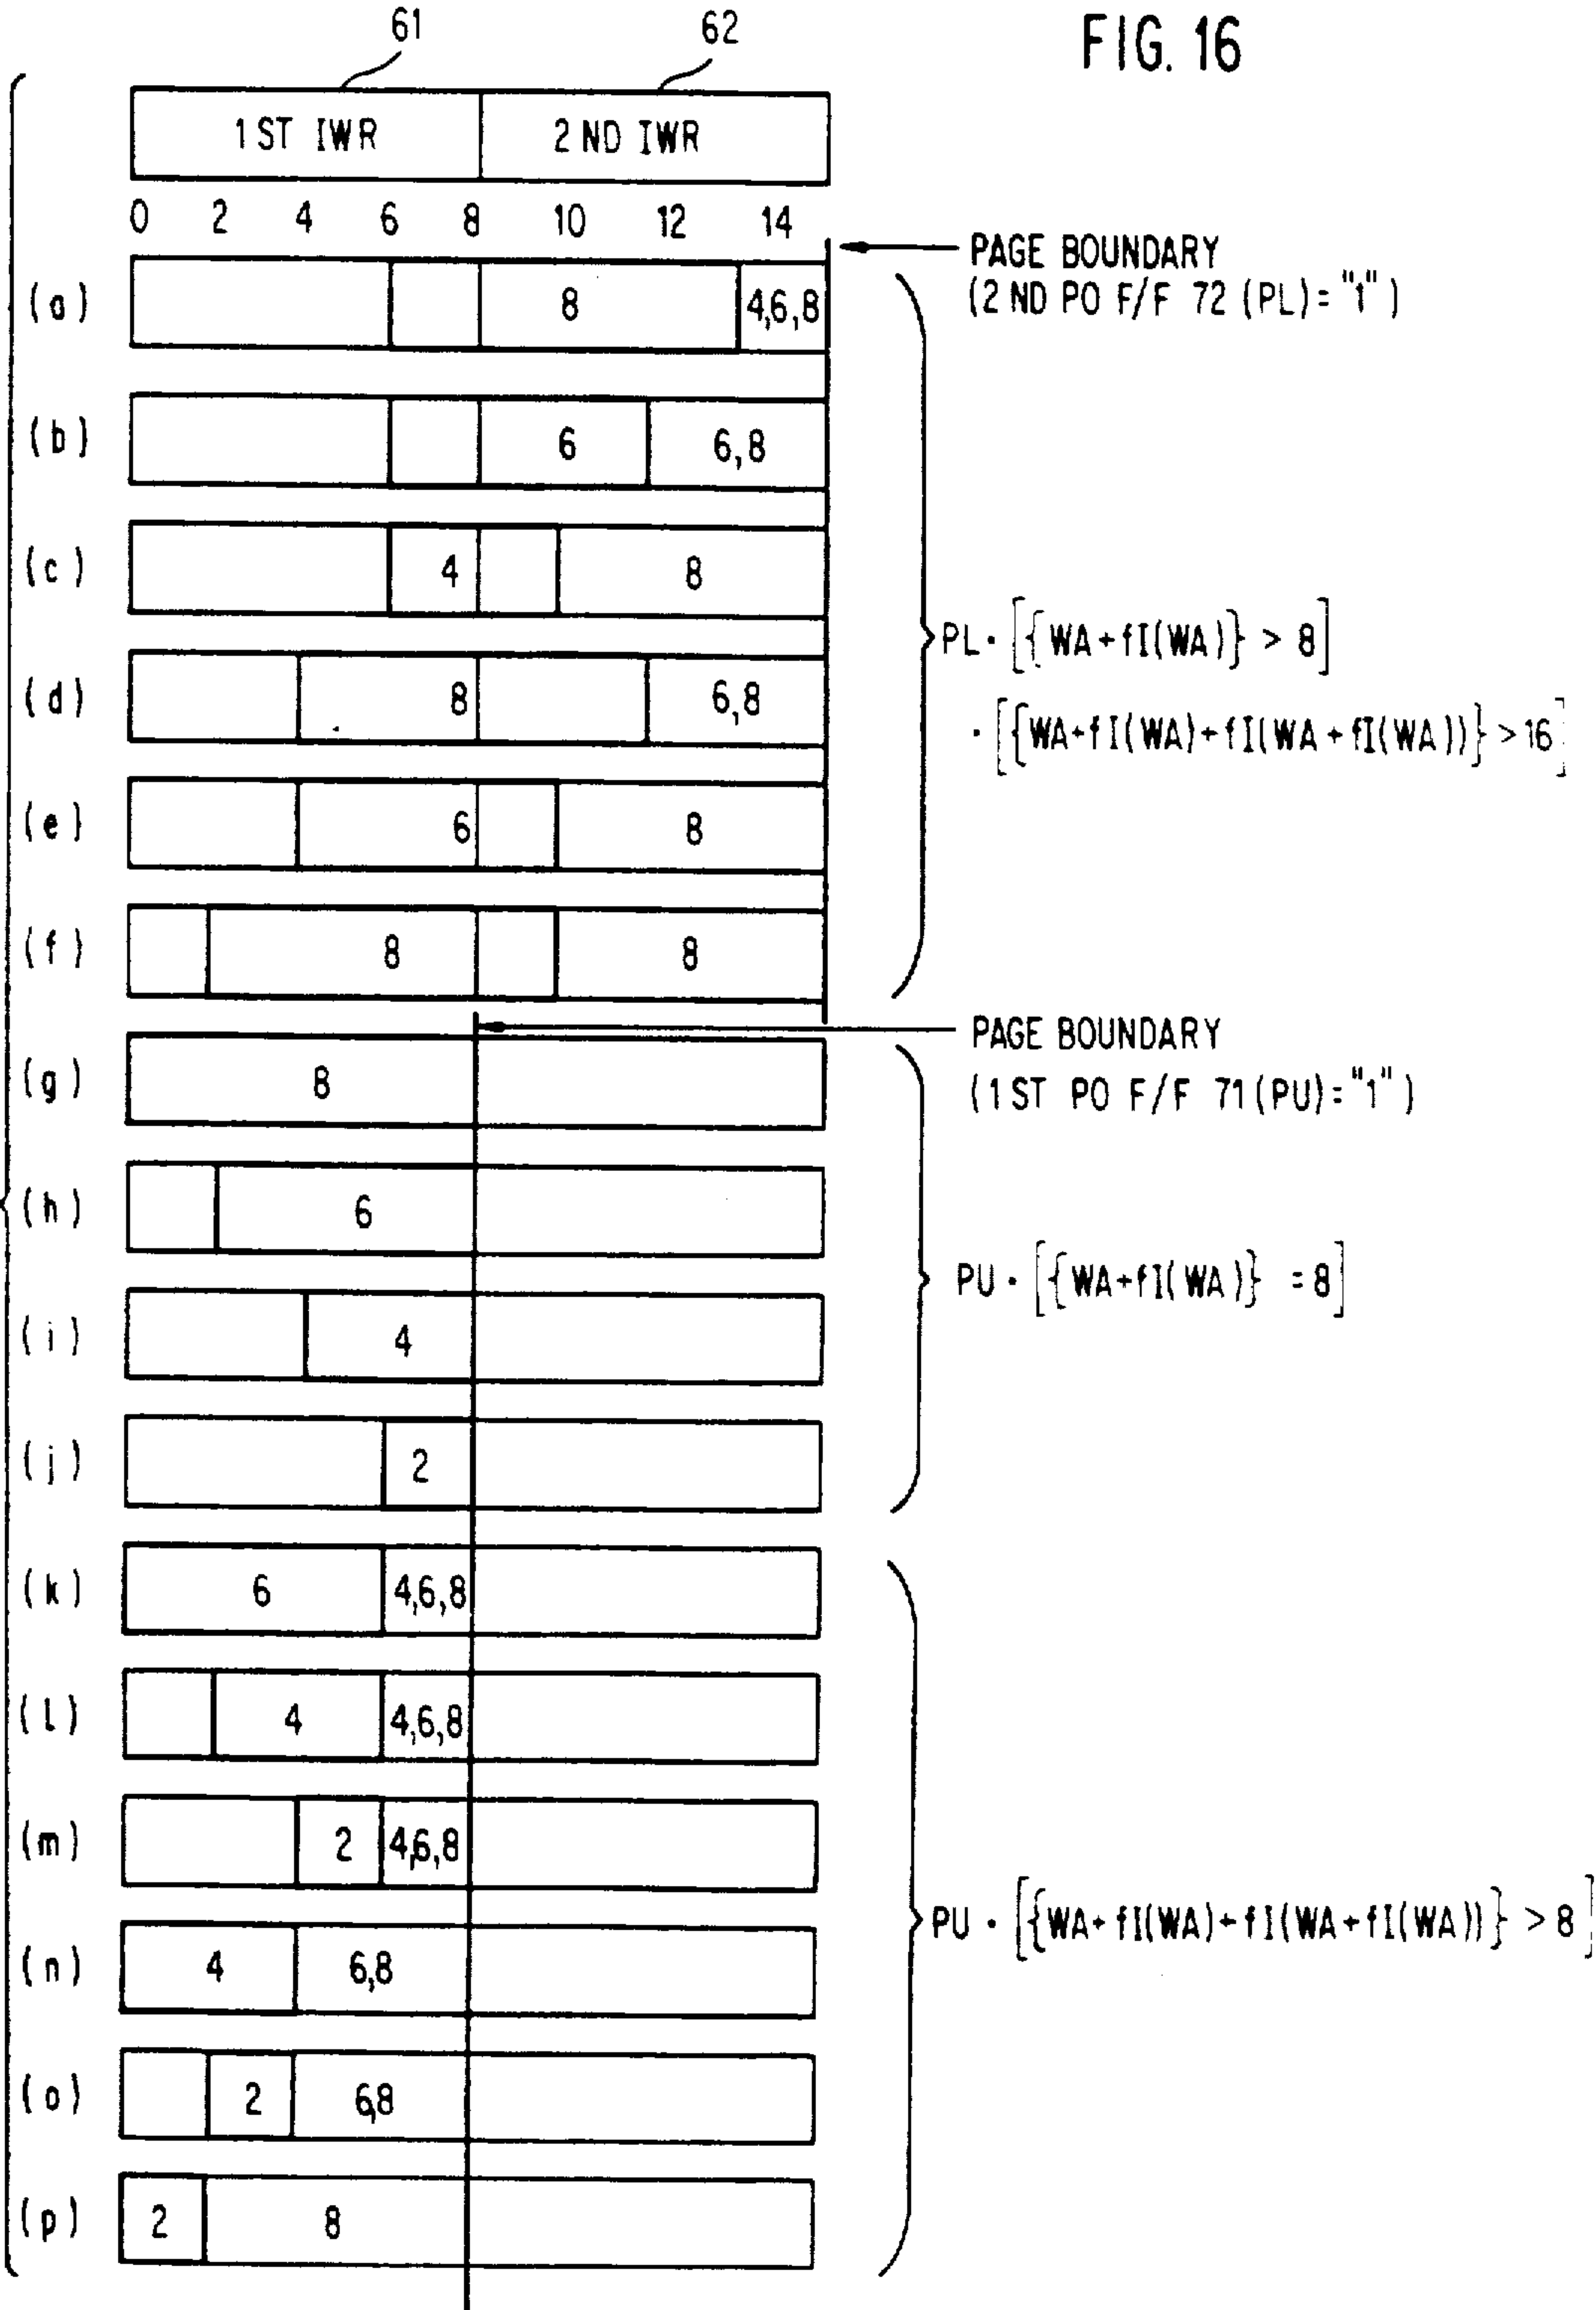 FIG. 16
61
62
1 ST IWR
2 ND IWR
0 2 4 6 8 10 12 14
PAGE BOUNDARY
(2 ND PO F/F 72 (PL) = "1")
(a) 8 4,6,8
(b) 6 6,8
(c) 4 8
(d) 8 6,8
(e) 6 8
(f) 8 8
PL · [{WA+fI(WA)} > 8]
· [{WA+fI(WA)+fI(WA+fI(WA))} > 16]
PAGE BOUNDARY
(1 ST PO F/F 71 (PU) = "1")
(g) 8
(h) 6
(i) 4
(j) 2
PU · [{WA+fI(WA)} = 8]
(k) 6 4,6,8
(l) 4 4,6,8
(m) 2 4,6,8
(n) 4 6,8
(o) 2 6,8
(p) 2 8
PU · [{WA+fI(WA)+fI(WA+fI(WA))} > 8]